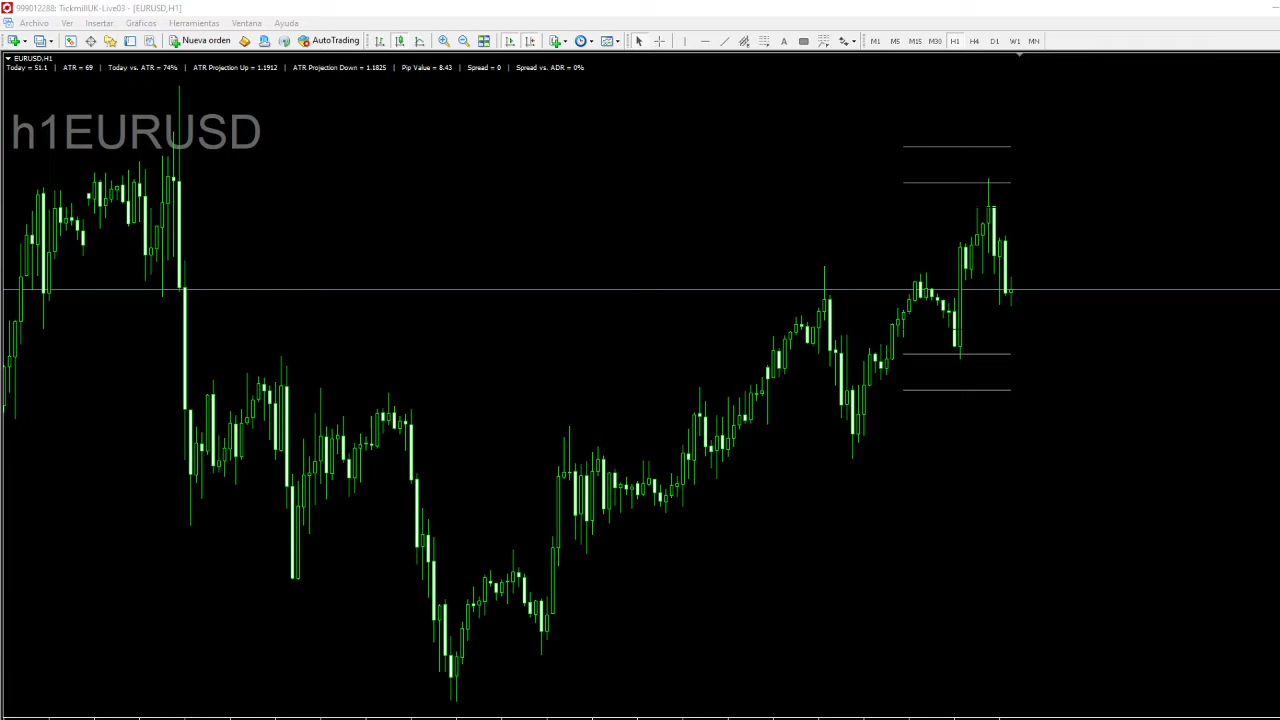 999012288: TickmillUK-Live03 - [EURUSD,H1]
Archivo Ver Insertar Gráficos Herramientas Ventana Ayuda
Nueva orden AutoTrading A M1 M5 M15 M30 H1 H4 D1 W1 MN
EURUSD,H1
Today = 51.1 | ATR = 69 | Today vs. ATR = 74% | ATR Projection Up = 1.1912 | ATR Projection Down = 1.1825 | Pip Value = 8.43 | Spread = 0 | Spread vs. ADR = 0%
h1EURUSD